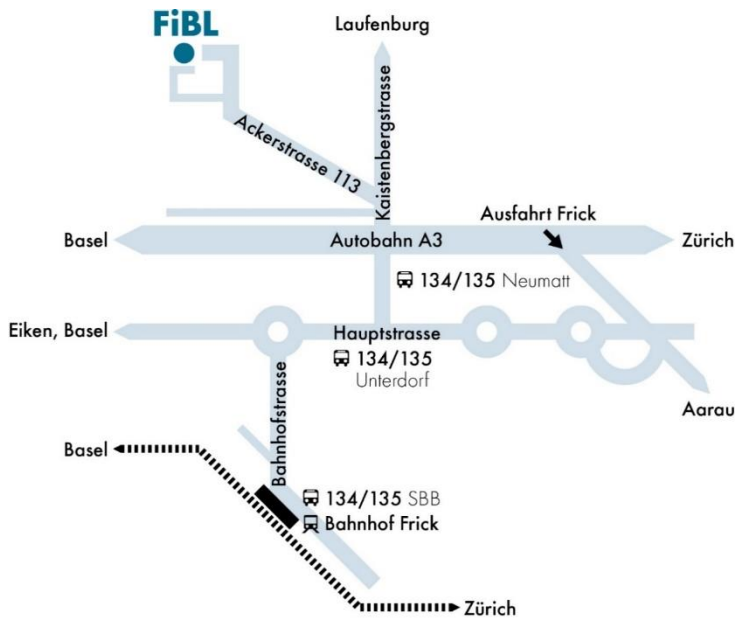 FiBL
Laufenburg
Kaistenbergstrasse
Ackerstrasse 113
Ausfahrt Frick
Basel
Autobahn A3
Zürich
134/135 Neumatt
Eiken, Basel
Hauptstrasse
134/135
Unterdorf
Aarau
Bahnhofstrasse
Basel
134/135 SBB
Bahnhof Frick
Zürich